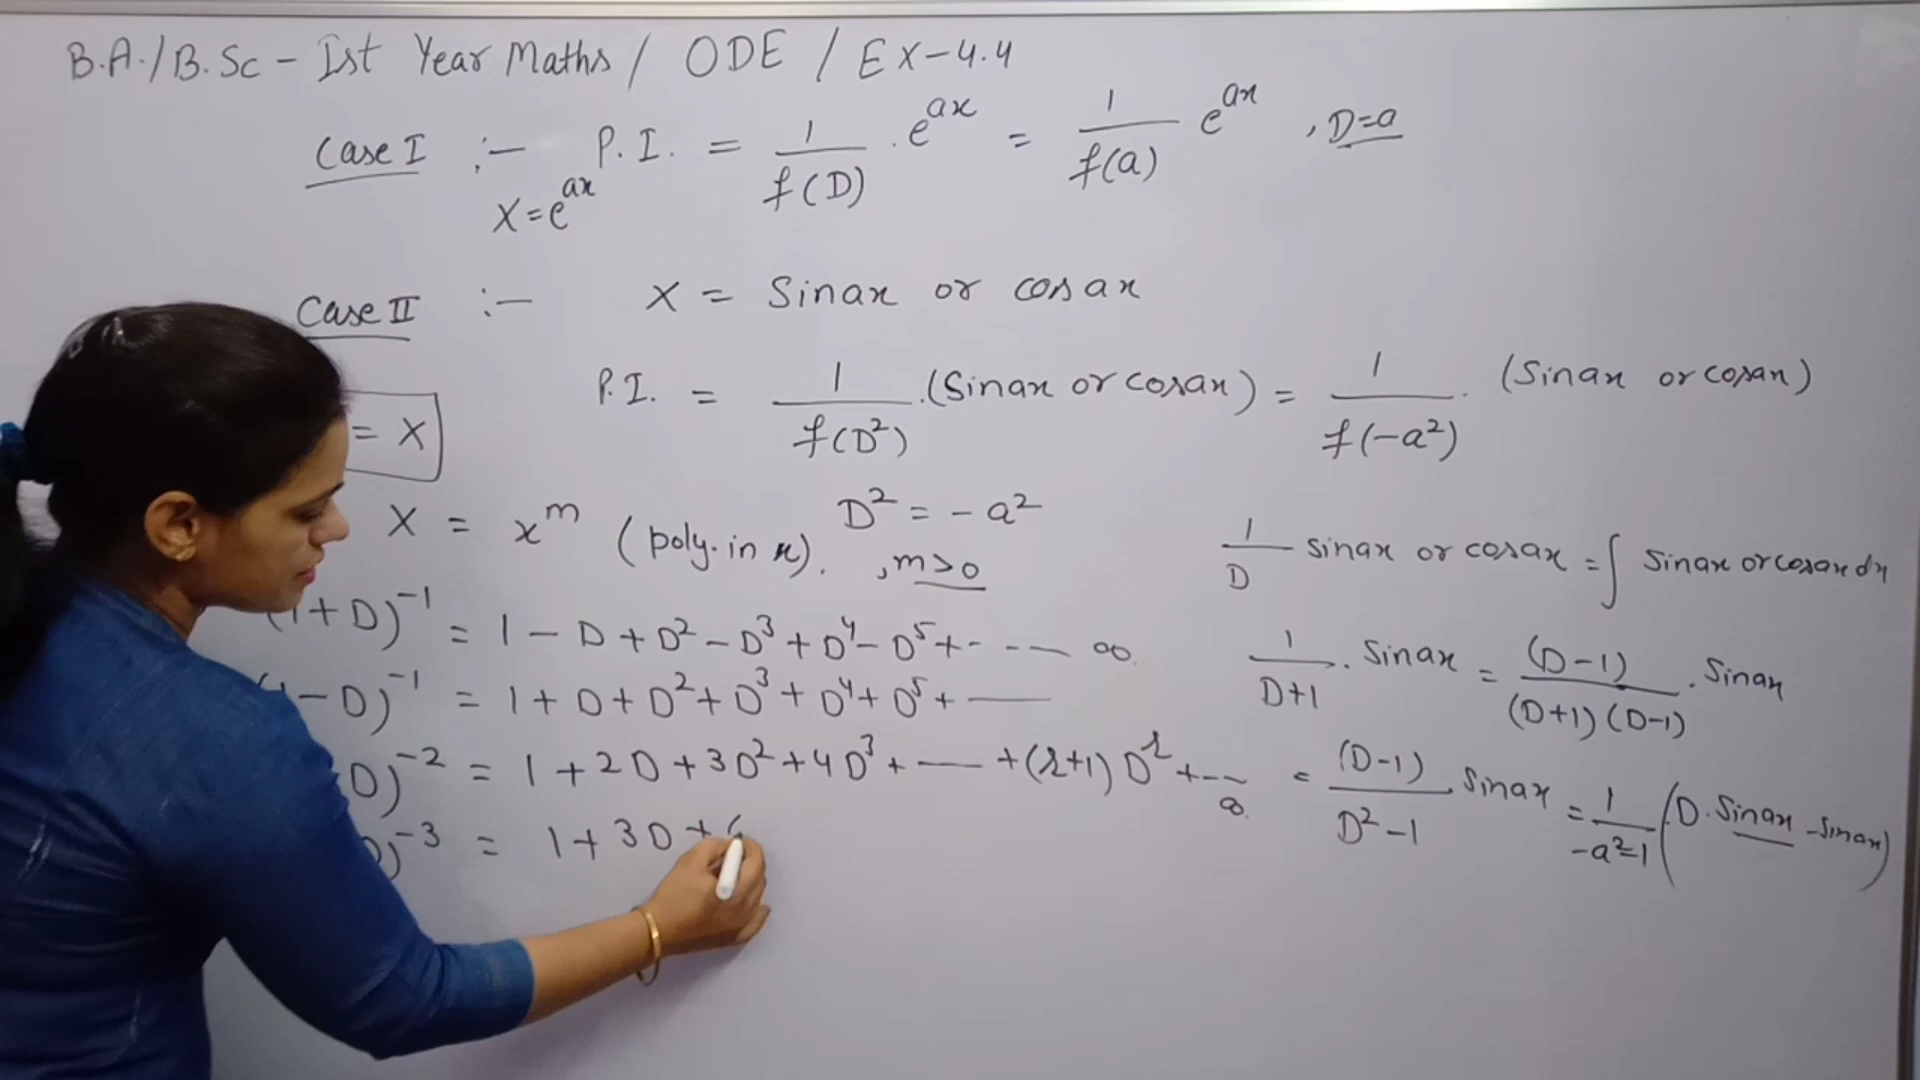 B.A./B.Sc - Ist Year Maths / ODE / EX-4.4
Case I :- P.I. = 1/f(D) . e^ax = 1/f(a) e^ax , D=a
X = e^ax
Case II :- X = Sinax or cosax
P.I. = 1/f(D²) . (Sinax or cosax) = 1/f(-a²) . (Sinax or cosax)
= X
D² = -a²
X = x^m (poly. in x). , m>0
1/D sinax or cosax = ∫ Sinax or cosax dx
(1+D)^-1 = 1 - D + D² - D³ + D⁴ - D⁵ + - - - — ∞.
1/D+1 . Sinax = (D-1)/(D+1)(D-1) . Sinax
-D)^-1 = 1 + D + D² + D³ + D⁴ + D⁵ + ——
D)^-2 = 1 + 2D + 3D² + 4D³ + —— + (r+1) D^r + -- ∞.
= (D-1)/D²-1 . Sinax = 1/-a²-1 (D. Sinax - Sinax)
D)^-3 = 1 + 3D +